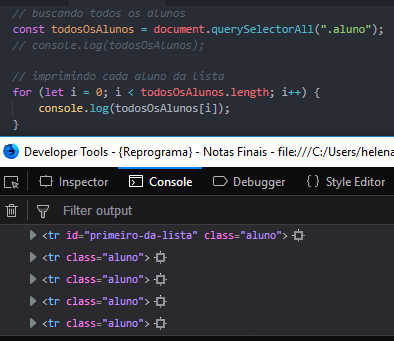 // buscando todos os alunos
const todosOsAlunos = document.querySelectorAll(".aluno");
// console.log(todosOsAlunos);
// imprimindo cada aluno da lista
for (let i = 0; i < todosOsAlunos.length; i++) {
console.log(todosOsAlunos[i]);
}
Developer Tools - {Reprograma} - Notas Finais - file:///C:/Users/helena
Inspector Console Debugger Style Editor
Filter output
<tr id="primeiro-da-lista" class="aluno">
<tr class="aluno">
<tr class="aluno">
<tr class="aluno">
<tr class="aluno">